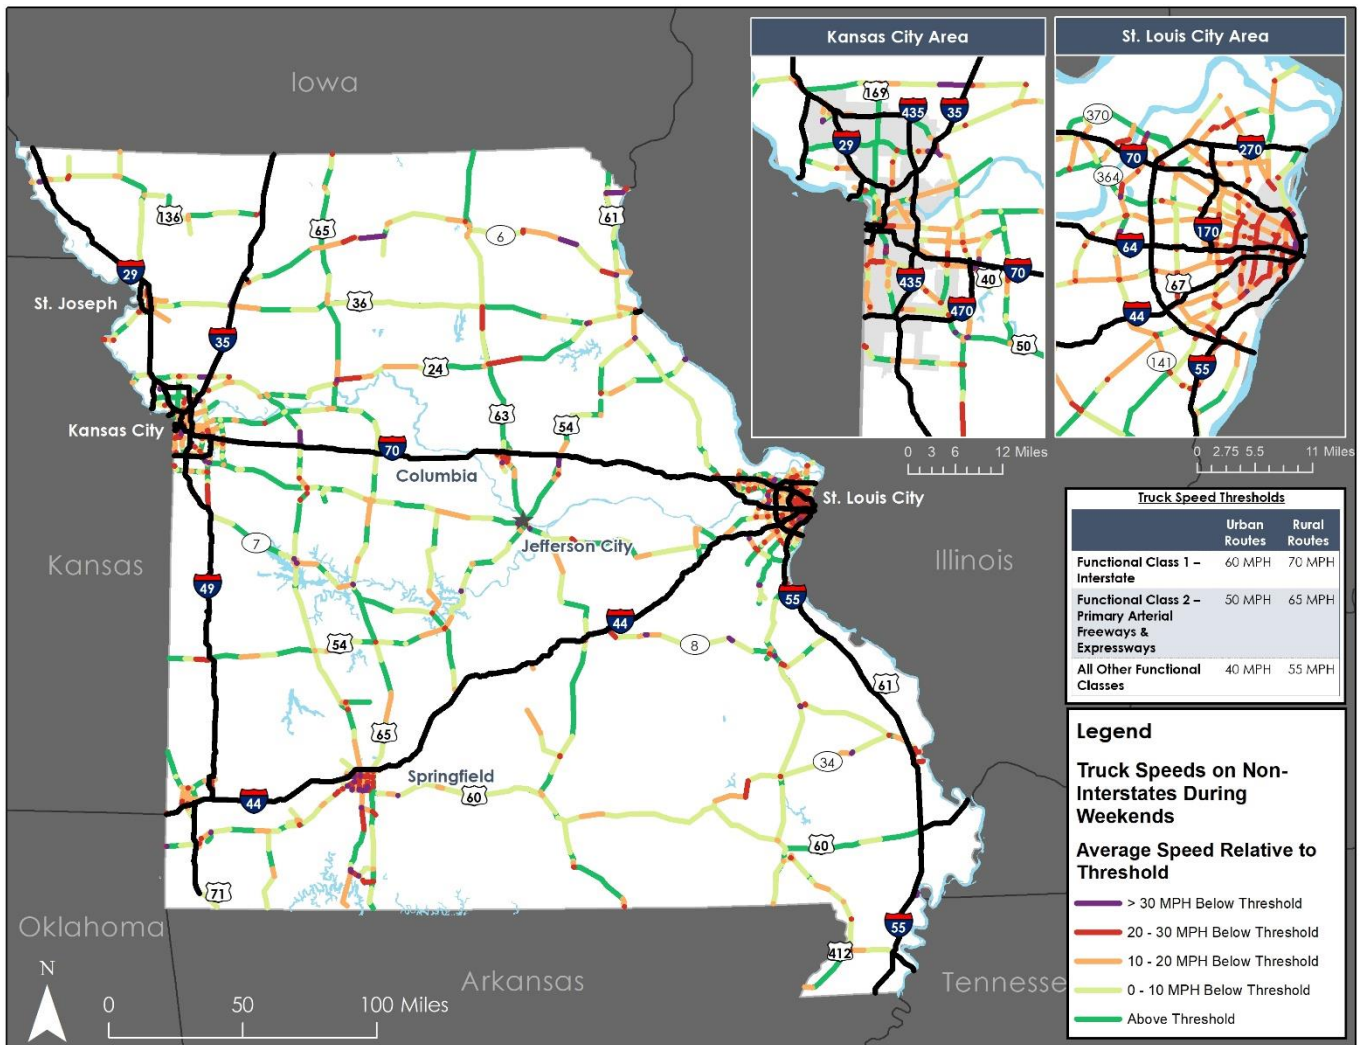 Kansas City Area
St. Louis City Area
169
435
35
29
435
40
70
470
50
0 3 6 12 Miles
370
70
270
364
170
64
67
44
141
55
0 2.75 5.5 11 Miles
Iowa
136
65
6
61
29
St. Joseph
36
35
24
63
54
Kansas City
70
Columbia
St. Louis City
Jefferson City
7
Kansas
Illinois
49
55
44
54
8
61
65
34
Springfield
44
60
60
71
Oklahoma
55
412
Arkansas
Tennesse
N
0 50 100 Miles
Truck Speed Thresholds
Urban Routes
Rural Routes
Functional Class 1 – Interstate
60 MPH
70 MPH
Functional Class 2 – Primary Arterial Freeways & Expressways
50 MPH
65 MPH
All Other Functional Classes
40 MPH
55 MPH
Legend
Truck Speeds on Non-
Interstates During
Weekends
Average Speed Relative to
Threshold
> 30 MPH Below Threshold
20 - 30 MPH Below Threshold
10 - 20 MPH Below Threshold
0 - 10 MPH Below Threshold
Above Threshold